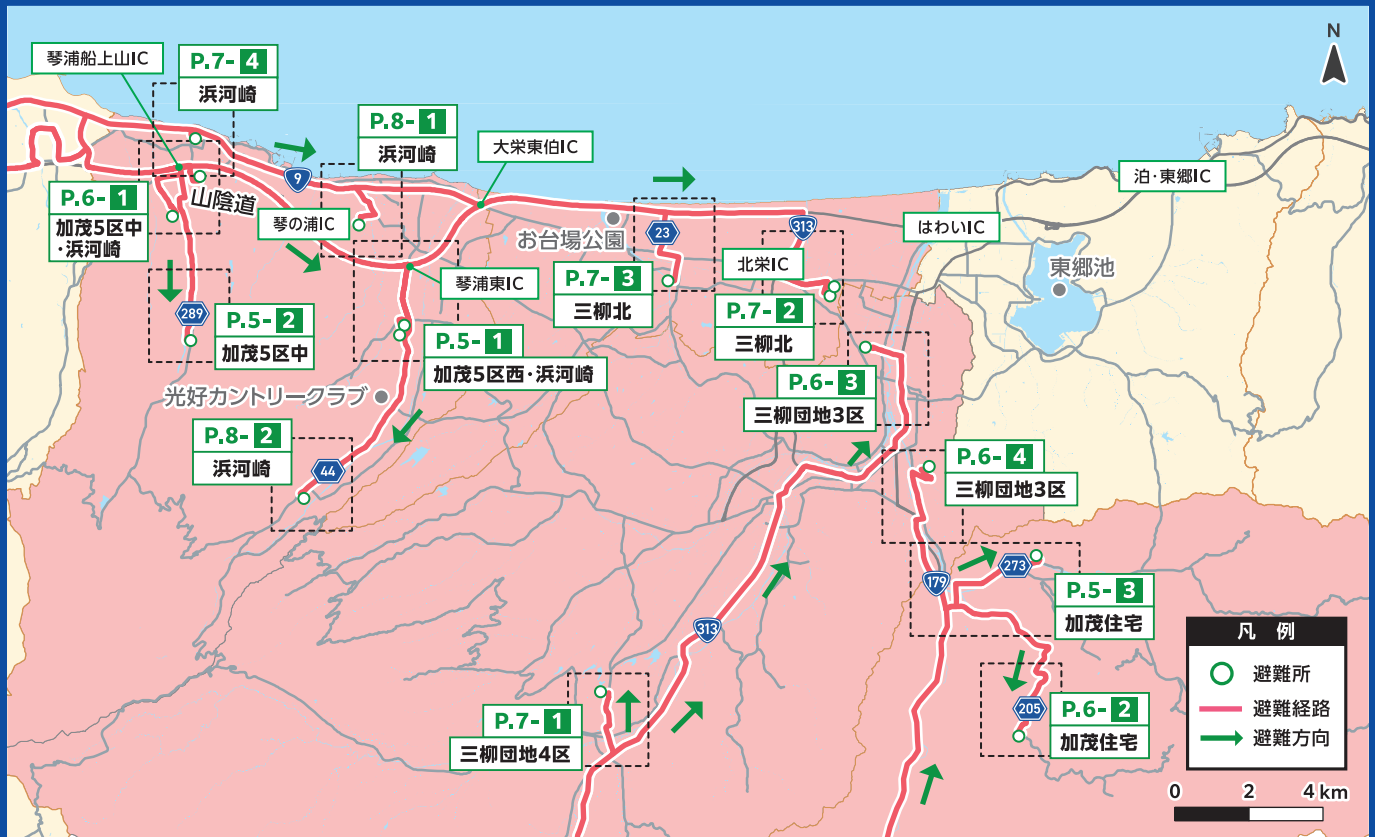 N
琴浦船上山IC
P.7-4
浜河崎
P.8-1
浜河崎
大栄東伯IC
泊・東郷IC
9
P.6-1
加茂5区中
・浜河崎
山陰道
琴の浦IC
お台場公園
23
313
はわいIC
北栄IC
東郷池
琴浦東IC
P.7-3
三柳北
289
P.5-2
加茂5区中
P.7-2
三柳北
P.5-1
加茂5区西・浜河崎
P.6-3
三柳団地3区
光好カントリークラブ
P.8-2
浜河崎
44
P.6-4
三柳団地3区
273
179
P.5-3
加茂住宅
313
205
P.6-2
加茂住宅
P.7-1
三柳団地4区
凡 例
避難所
避難経路
避難方向
0 2 4 km